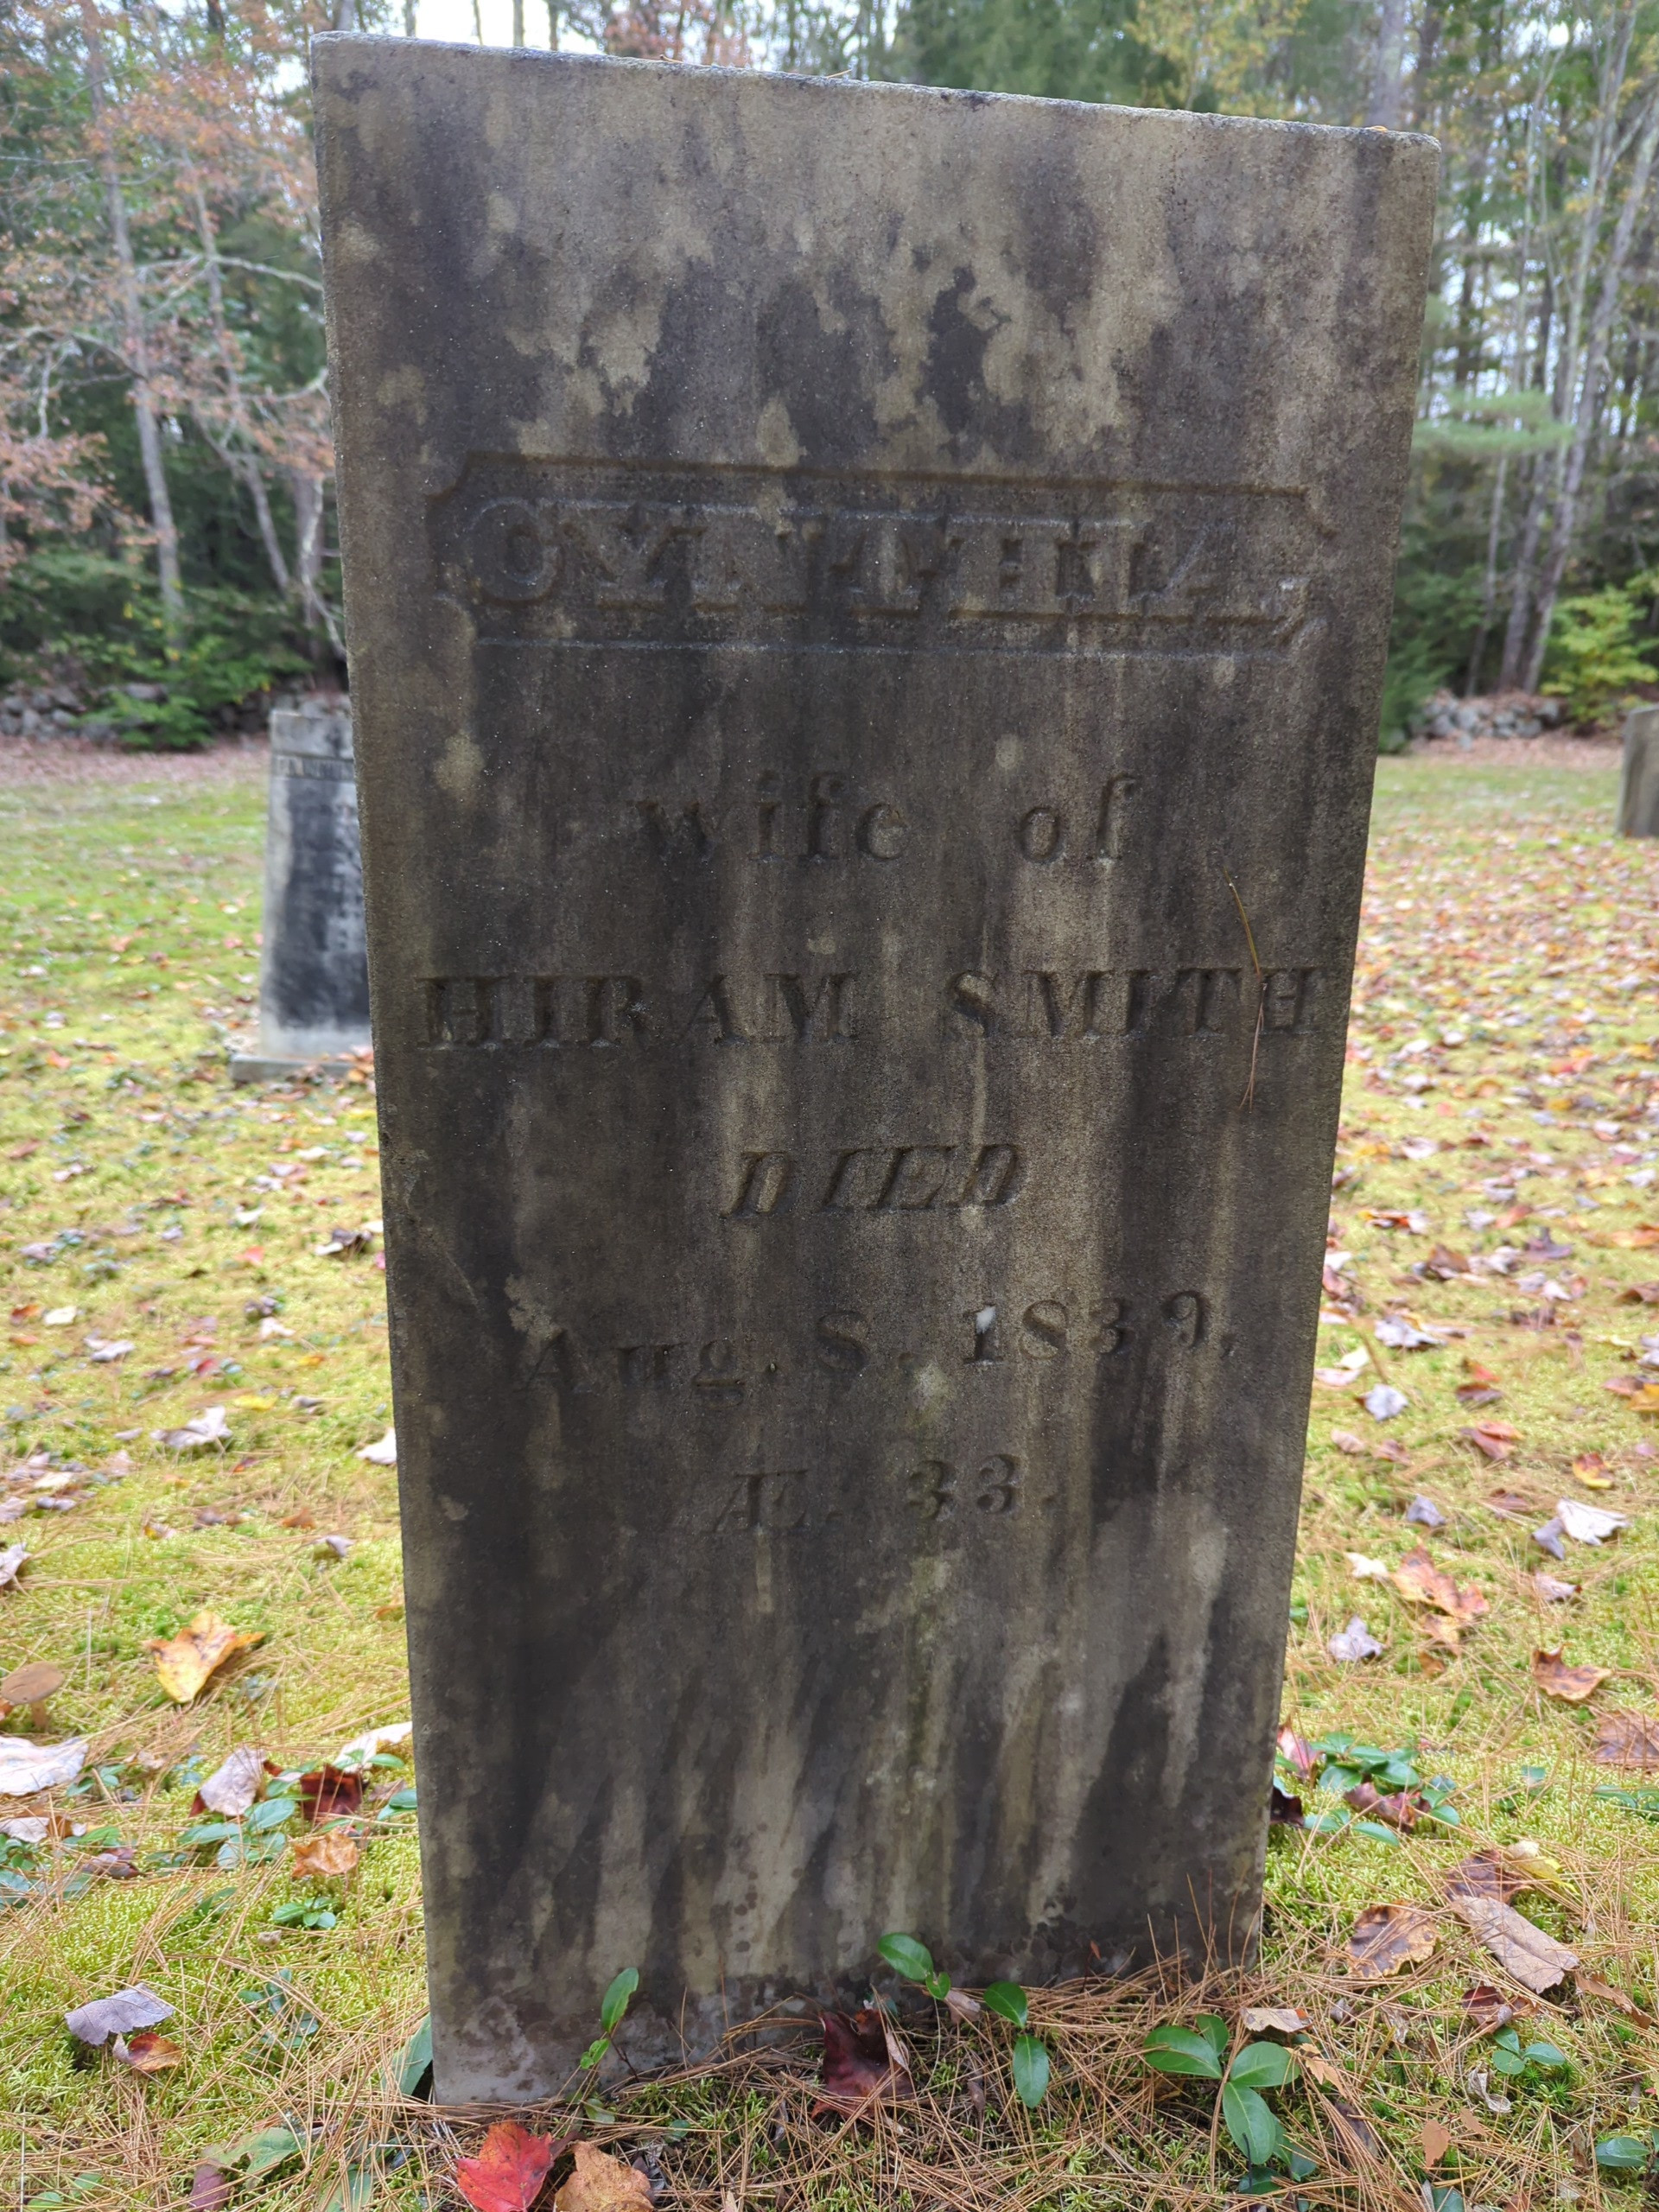 CYNTHIA,
wife of
HIRAM SMITH
DIED
Aug. 8. 1839,
Æ. 33.